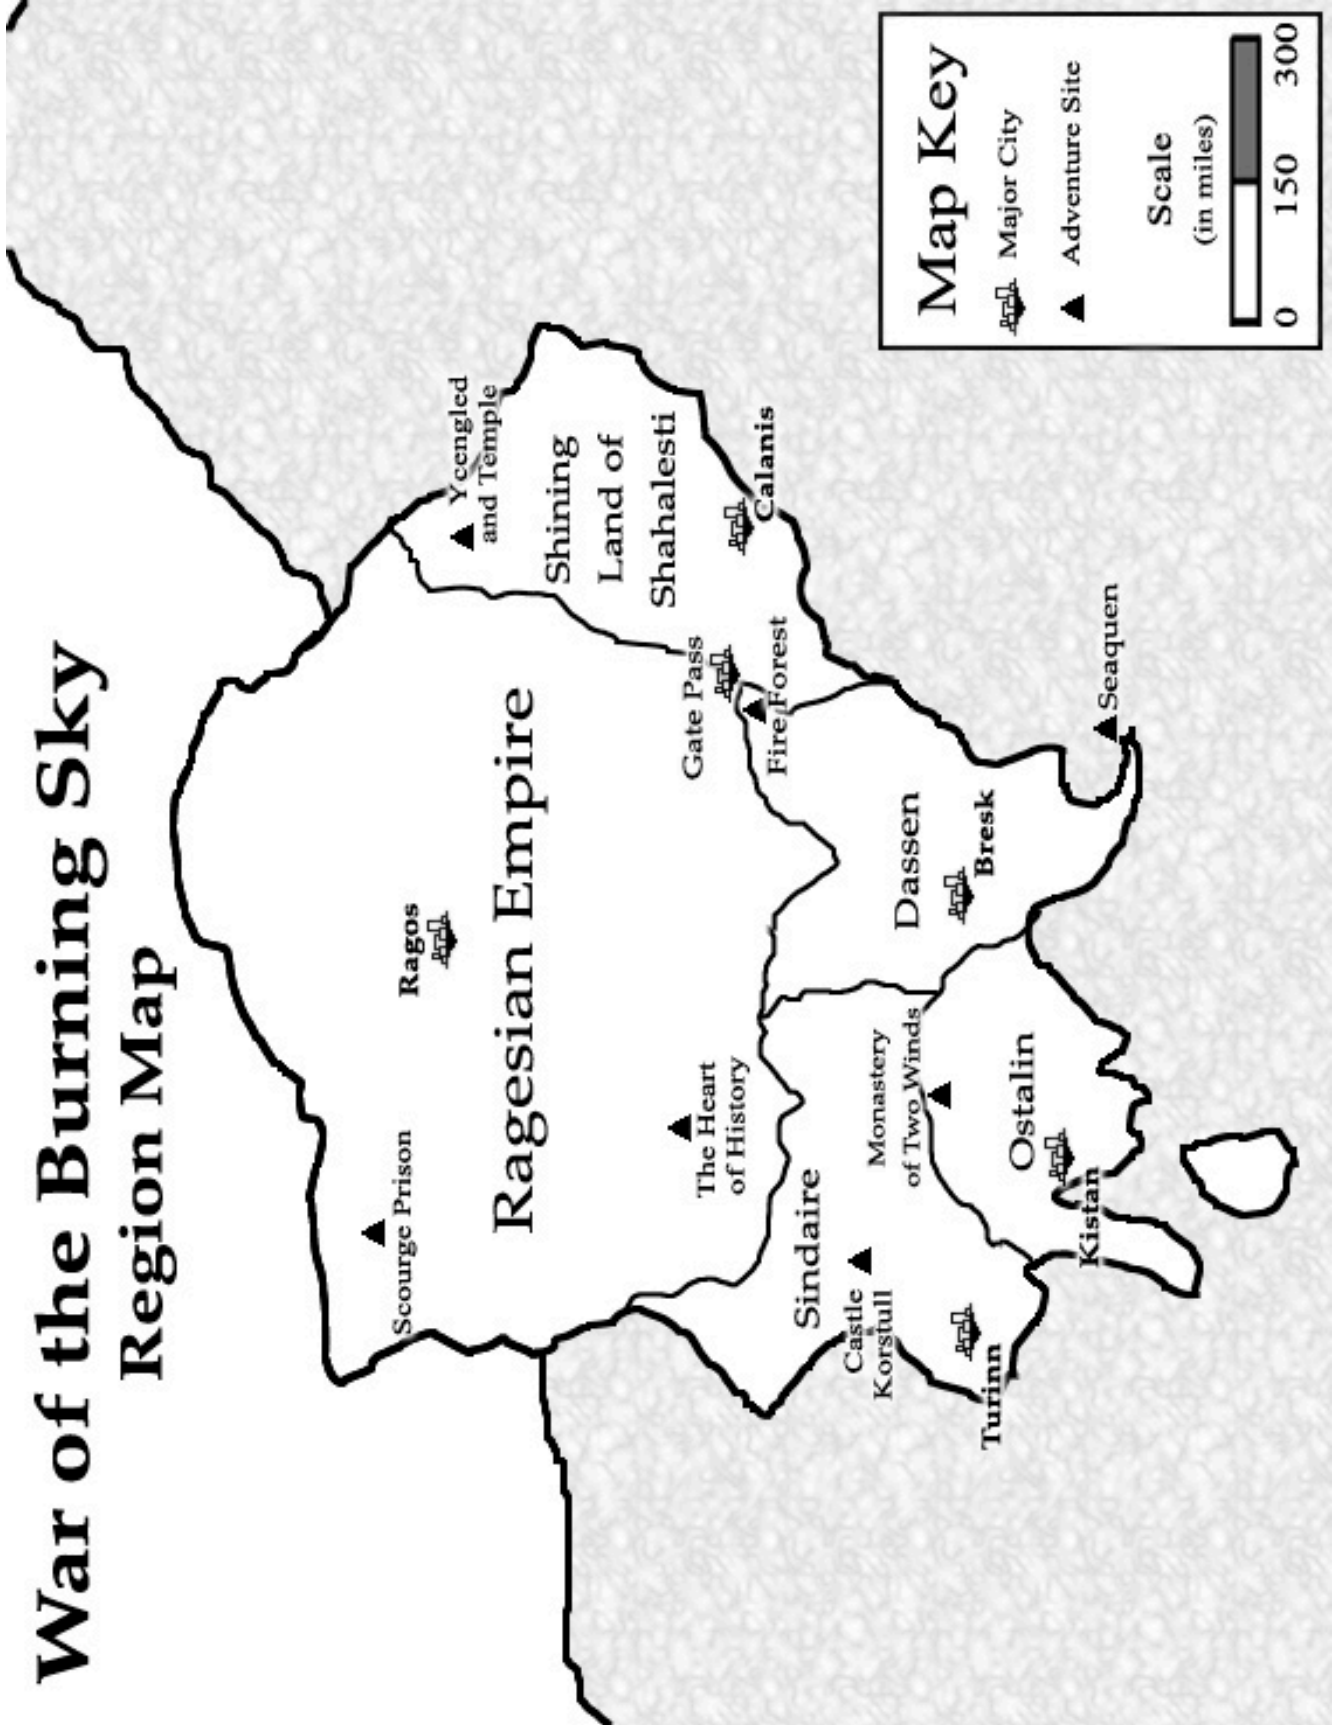 War of the Burning Sky
Region Map
Scourge Prison
Ragos
Ragesian Empire
Ycengled
and Temple
Shining
Land of
Shahalesti
Calanis
Gate Pass
Fire Forest
The Heart
of History
Sindaire
Castle
Korstull
Turinn
Monastery
of Two Winds
Dassen
Bresk
Ostalin
Kistan
Seaquen
Map Key
Major City
Adventure Site
Scale
(in miles)
0 150 300